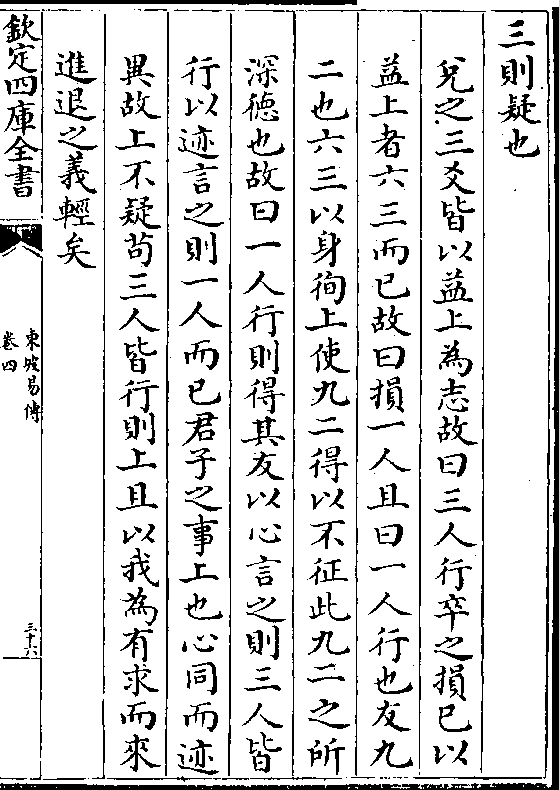 三則疑也
兌之三爻皆以益上為志故曰三人行卒之損已以
益上者六三而已故曰損一人且曰一人行也友九
二也六三以身徇上使九二得以不征此九二之所
深德也故曰一人行則得其友以心言之則三人皆
行以迹言之則一人而已君子之事上也心同而迹
異故上不疑茍三人皆行則上且以我為有求而來
進退之義輕矣
欽定四庫全書
東坡易傳
卷四
三十六